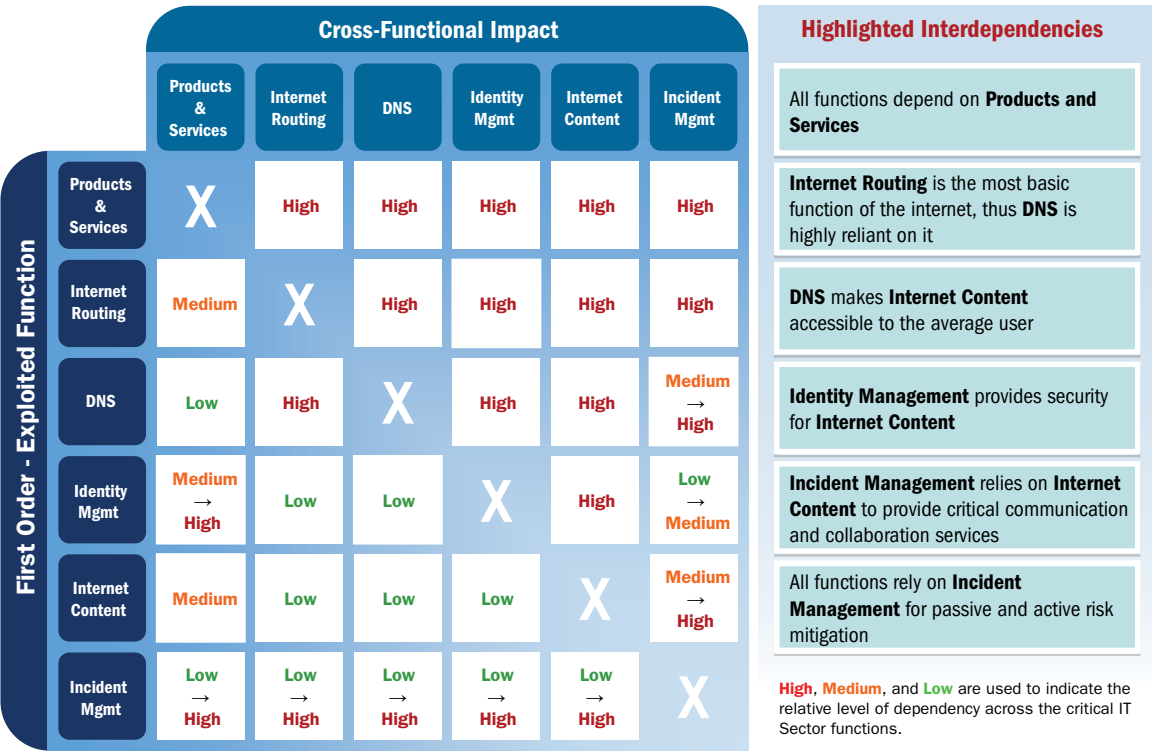 Cross-Functional Impact
Products
&
Services
Internet
Routing
DNS
Identity
Mgmt
Internet
Content
Incident
Mgmt
First Order - Exploited Function
Products
&
Services
X
High
High
High
High
High
Internet
Routing
Medium
X
High
High
High
High
DNS
Low
High
X
High
High
Medium
→
High
Identity
Mgmt
Medium
→
High
Low
Low
X
High
Low
→
Medium
Internet
Content
Medium
Low
Low
Low
X
Medium
→
High
Incident
Mgmt
Low
→
High
Low
→
High
Low
→
High
Low
→
High
Low
→
High
X
Highlighted Interdependencies
All functions depend on Products and
Services
Internet Routing is the most basic
function of the internet, thus DNS is
highly reliant on it
DNS makes Internet Content
accessible to the average user
Identity Management provides security
for Internet Content
Incident Management relies on Internet
Content to provide critical communication
and collaboration services
All functions rely on Incident
Management for passive and active risk
mitigation
High, Medium, and Low are used to indicate the
relative level of dependency across the critical IT
Sector functions.